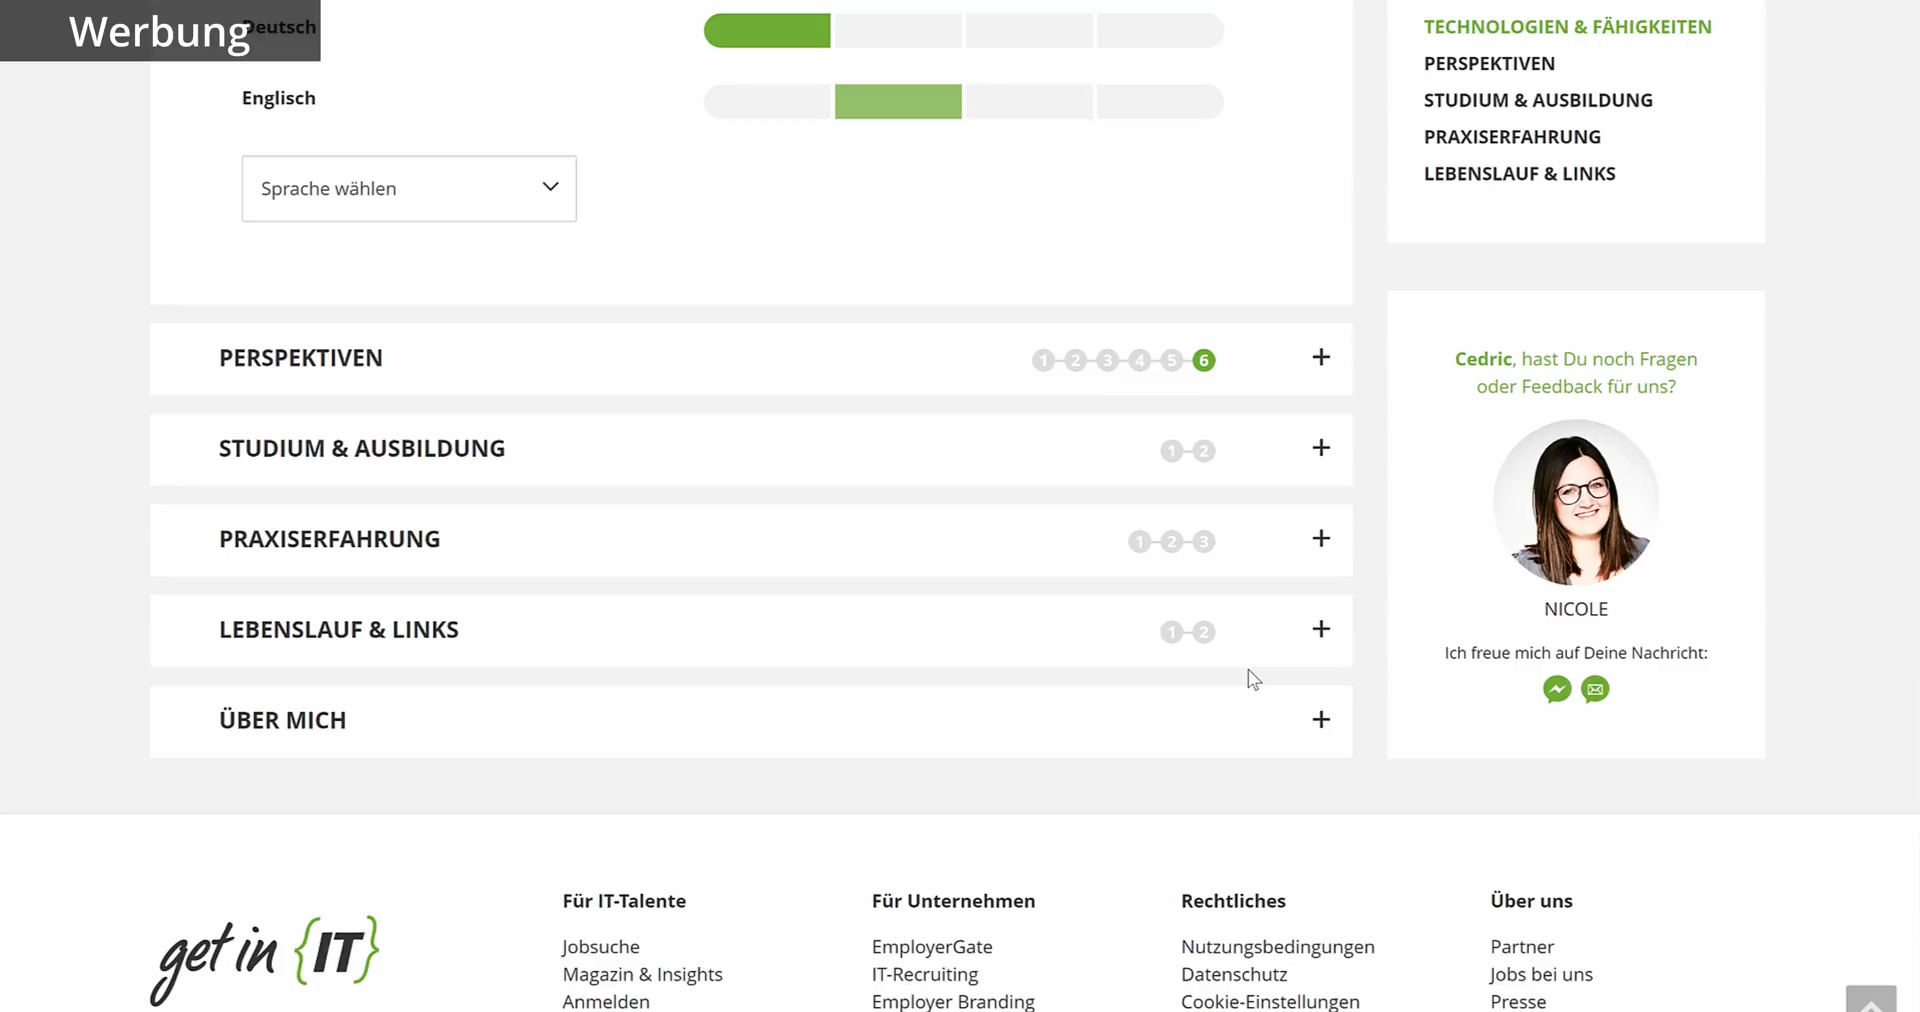 Werbung
Deutsch
Englisch
Sprache wählen
PERSPEKTIVEN
1 2 3 4 5 6
STUDIUM & AUSBILDUNG
1 2
PRAXISERFAHRUNG
1 2 3
LEBENSLAUF & LINKS
1 2
ÜBER MICH
TECHNOLOGIEN & FÄHIGKEITEN
PERSPEKTIVEN
STUDIUM & AUSBILDUNG
PRAXISERFAHRUNG
LEBENSLAUF & LINKS
Cedric, hast Du noch Fragen
oder Feedback für uns?
NICOLE
Ich freue mich auf Deine Nachricht:
get in {IT}
Für IT-Talente
Jobsuche
Magazin & Insights
Anmelden
Für Unternehmen
EmployerGate
IT-Recruiting
Employer Branding
Rechtliches
Nutzungsbedingungen
Datenschutz
Cookie-Einstellungen
Über uns
Partner
Jobs bei uns
Presse